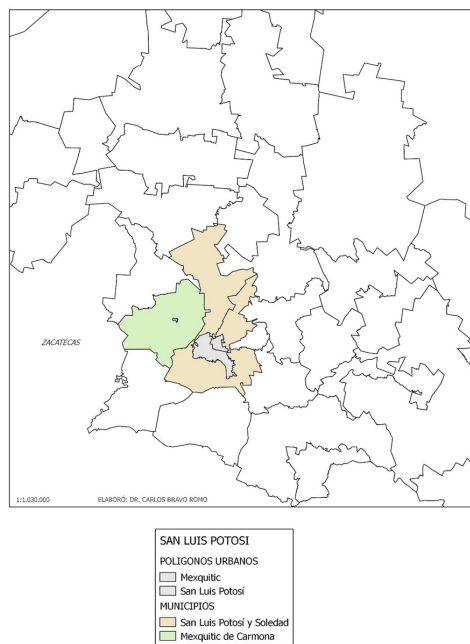 ZACATECAS
1:1,030,000 ELABORÓ: DR. CARLOS BRAVO ROMO
SAN LUIS POTOSI
POLIGONOS URBANOS
Mexquitic
San Luis Potosí
MUNICIPIOS
San Luis Potosí y Soledad
Mexquitic de Carmona